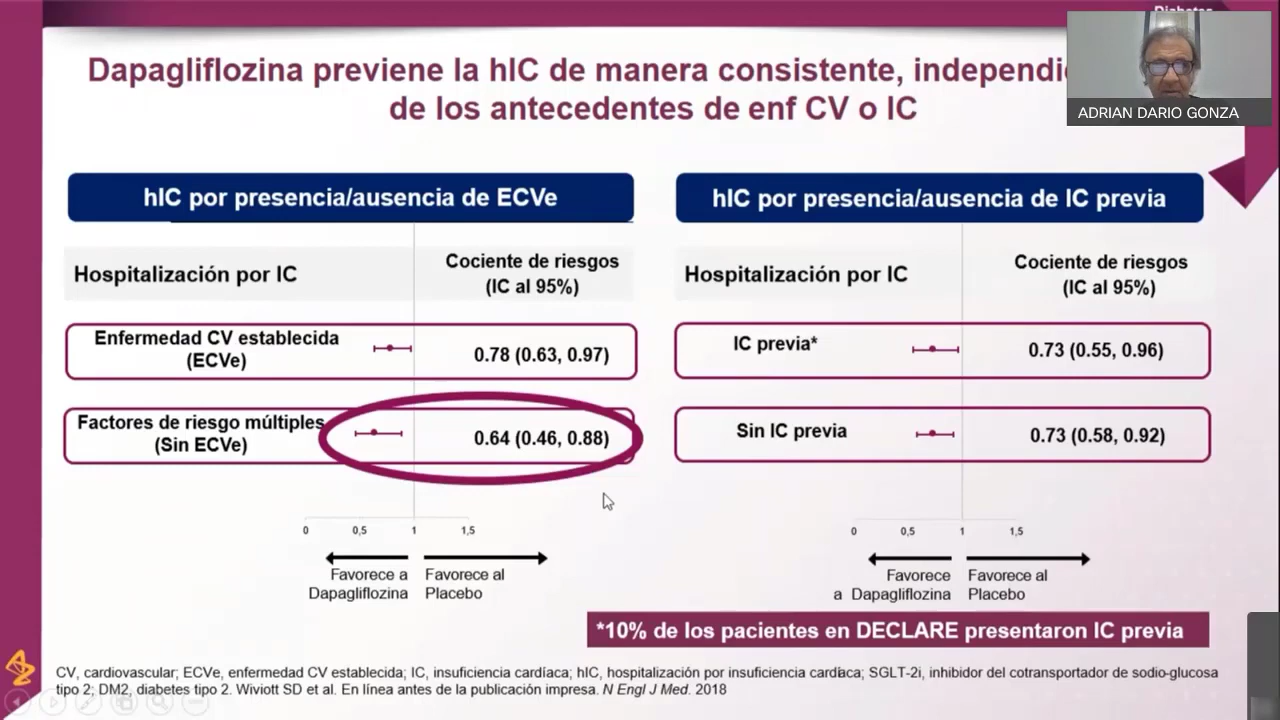 Diabetes
Dapagliflozina previene la hIC de manera consistente,
de los antecedentes de enf CV o IC
ADRIAN DARIO GONZA
hIC por presencia/ausencia de ECVe
Hospitalización por IC
Cociente de riesgos
(IC al 95%)
Enfermedad CV establecida
(ECVe)
0.78 (0.63, 0.97)
Factores de riesgo múltiples
(Sin ECVe)
0.64 (0.46, 0.88)
0 0,5 1 1,5
Favorece a
Dapagliflozina
Favorece al
Placebo
hIC por presencia/ausencia de IC previa
Hospitalización por IC
Cociente de riesgos
(IC al 95%)
IC previa*
0.73 (0.55, 0.96)
Sin IC previa
0.73 (0.58, 0.92)
0 0,5 1 1,5
Favorece
a Dapagliflozina
Favorece al
Placebo
*10% de los pacientes en DECLARE presentaron IC previa
CV, cardiovascular; ECVe, enfermedad CV establecida; IC, insuficiencia cardíaca; hIC, hospitalización por insuficiencia cardíaca; SGLT-2i, inhibidor del cotransportador de sodio-glucosa
tipo 2; DM2, diabetes tipo 2. Wiviott SD et al. En línea antes de la publicación impresa. N Engl J Med. 2018